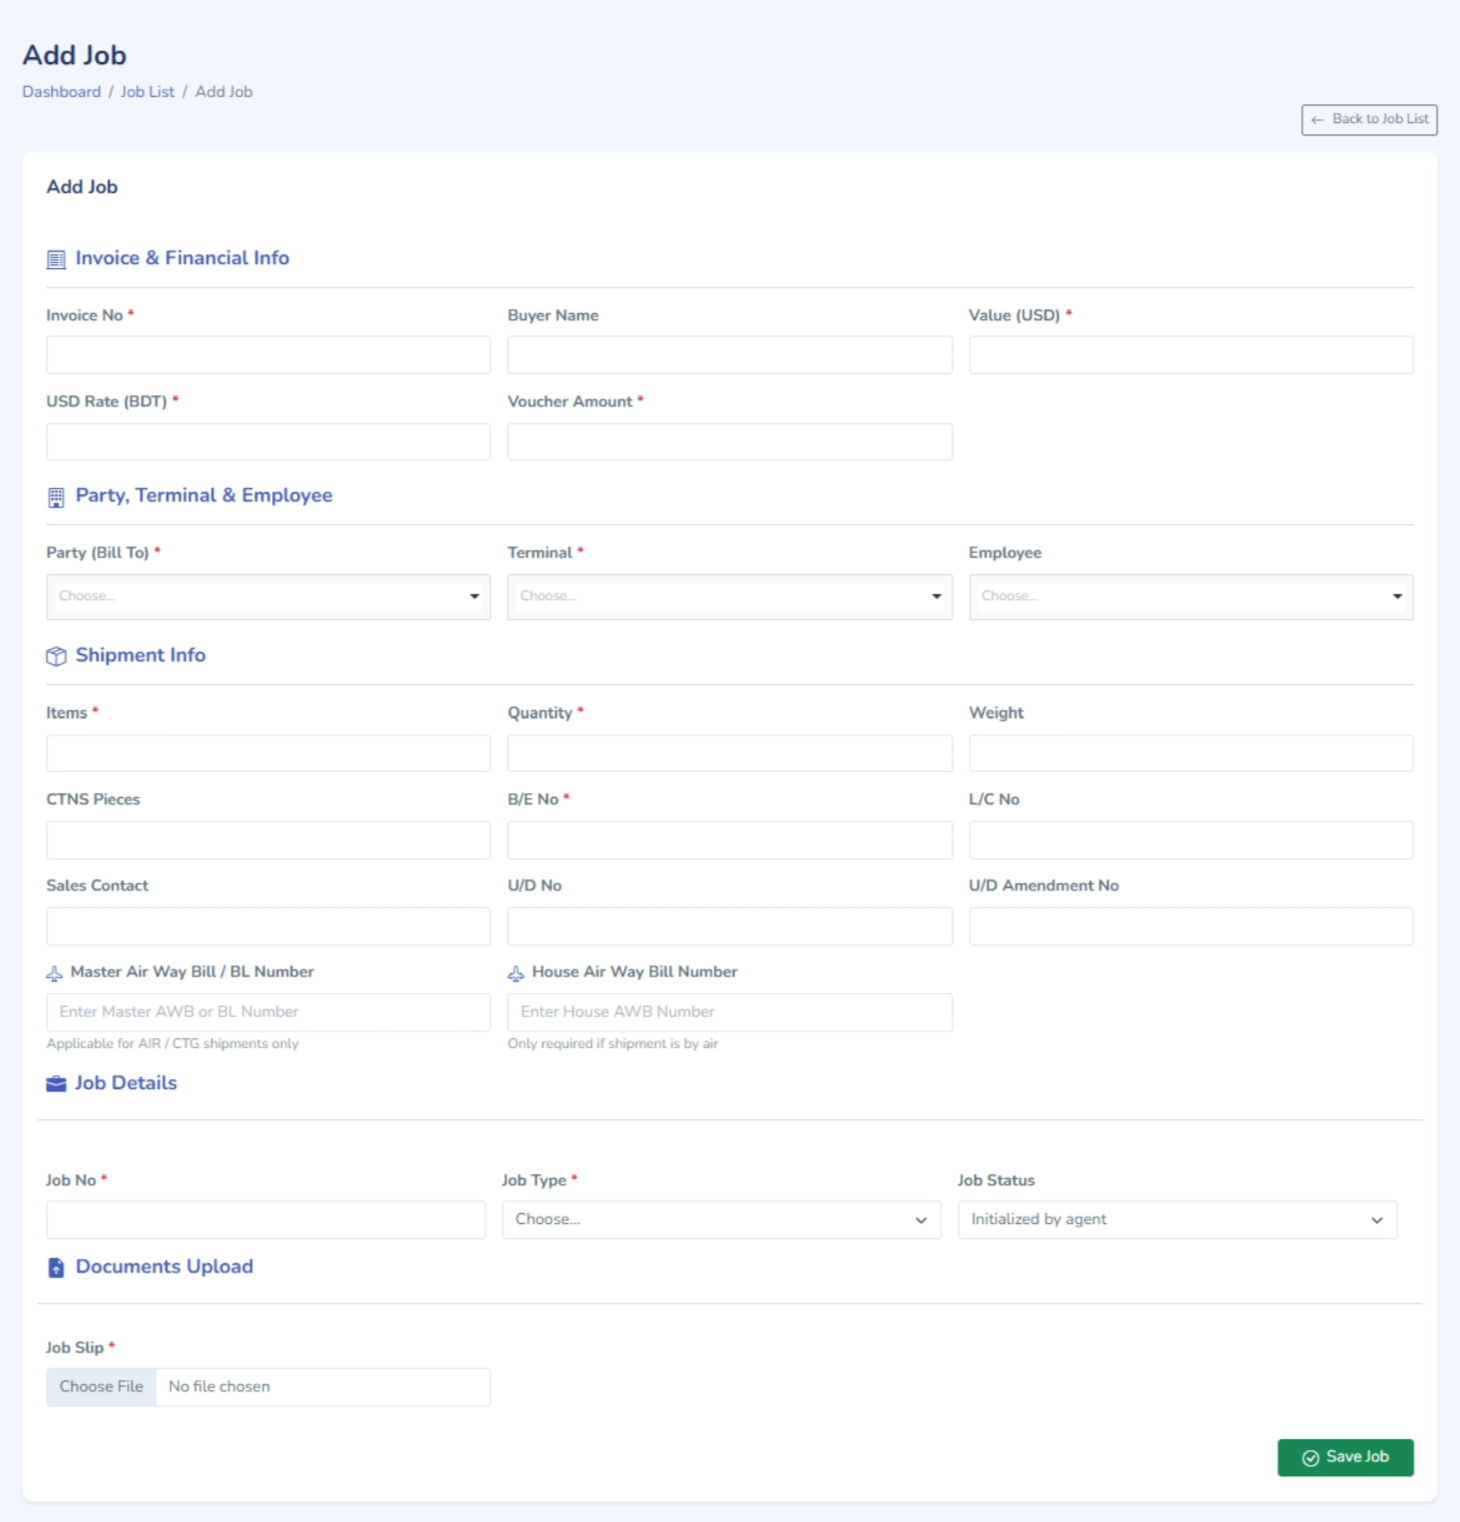 Add Job
Dashboard / Job List / Add Job
← Back to Job List
Add Job
Invoice & Financial Info
Invoice No *
Buyer Name
Value (USD) *
USD Rate (BDT) *
Voucher Amount *
Party, Terminal & Employee
Party (Bill To) *
Terminal *
Employee
Choose...
Choose...
Choose...
Shipment Info
Items *
Quantity *
Weight
CTNS Pieces
B/E No *
L/C No
Sales Contact
U/D No
U/D Amendment No
Master Air Way Bill / BL Number
House Air Way Bill Number
Enter Master AWB or BL Number
Enter House AWB Number
Applicable for AIR / CTG shipments only
Only required if shipment is by air
Job Details
Job No *
Job Type *
Job Status
Choose...
Initialized by agent
Documents Upload
Job Slip *
Choose File No file chosen
Save Job